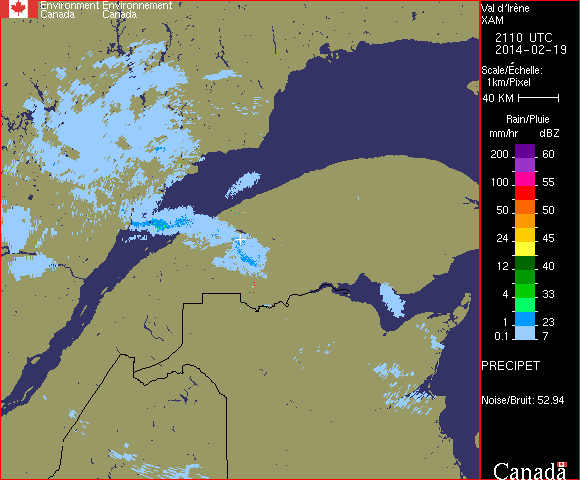 Environment Environnement
Canada Canada
Val d'Irène
XAM
2110 UTC
2014-02-19
Scale/Échelle:
1km/Pixel
40 KM
Rain/Pluie
mm/hr dBZ
200 60
100 55
50 50
24 45
12 40
4 33
1 23
0.1 7
PRECIPET
Noise/Bruit: 52.94
Canada